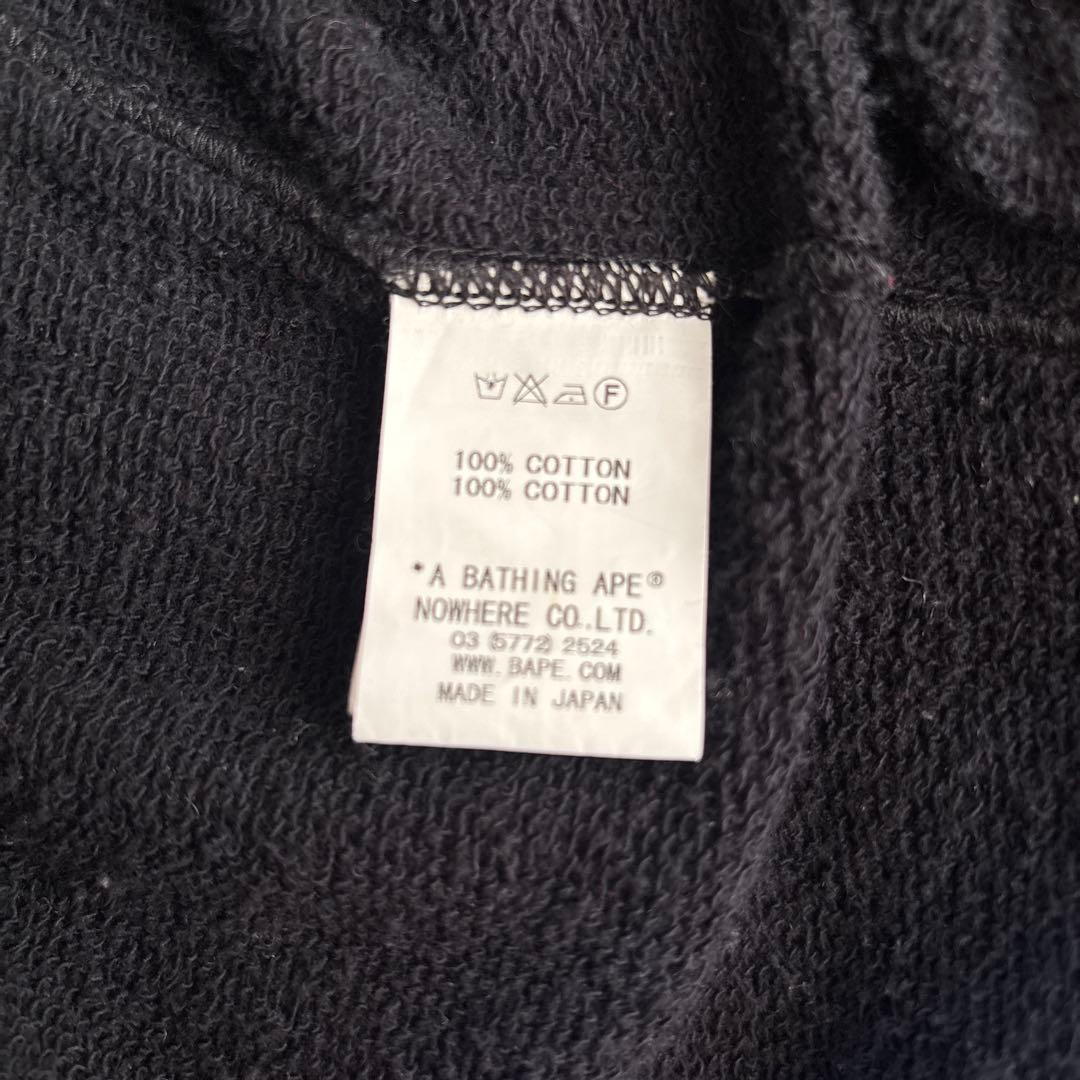 F
100% COTTON
100% COTTON
*A BATHING APE®
NOWHERE CO.,LTD.
03 (5772) 2524
WWW.BAPE.COM
MADE IN JAPAN